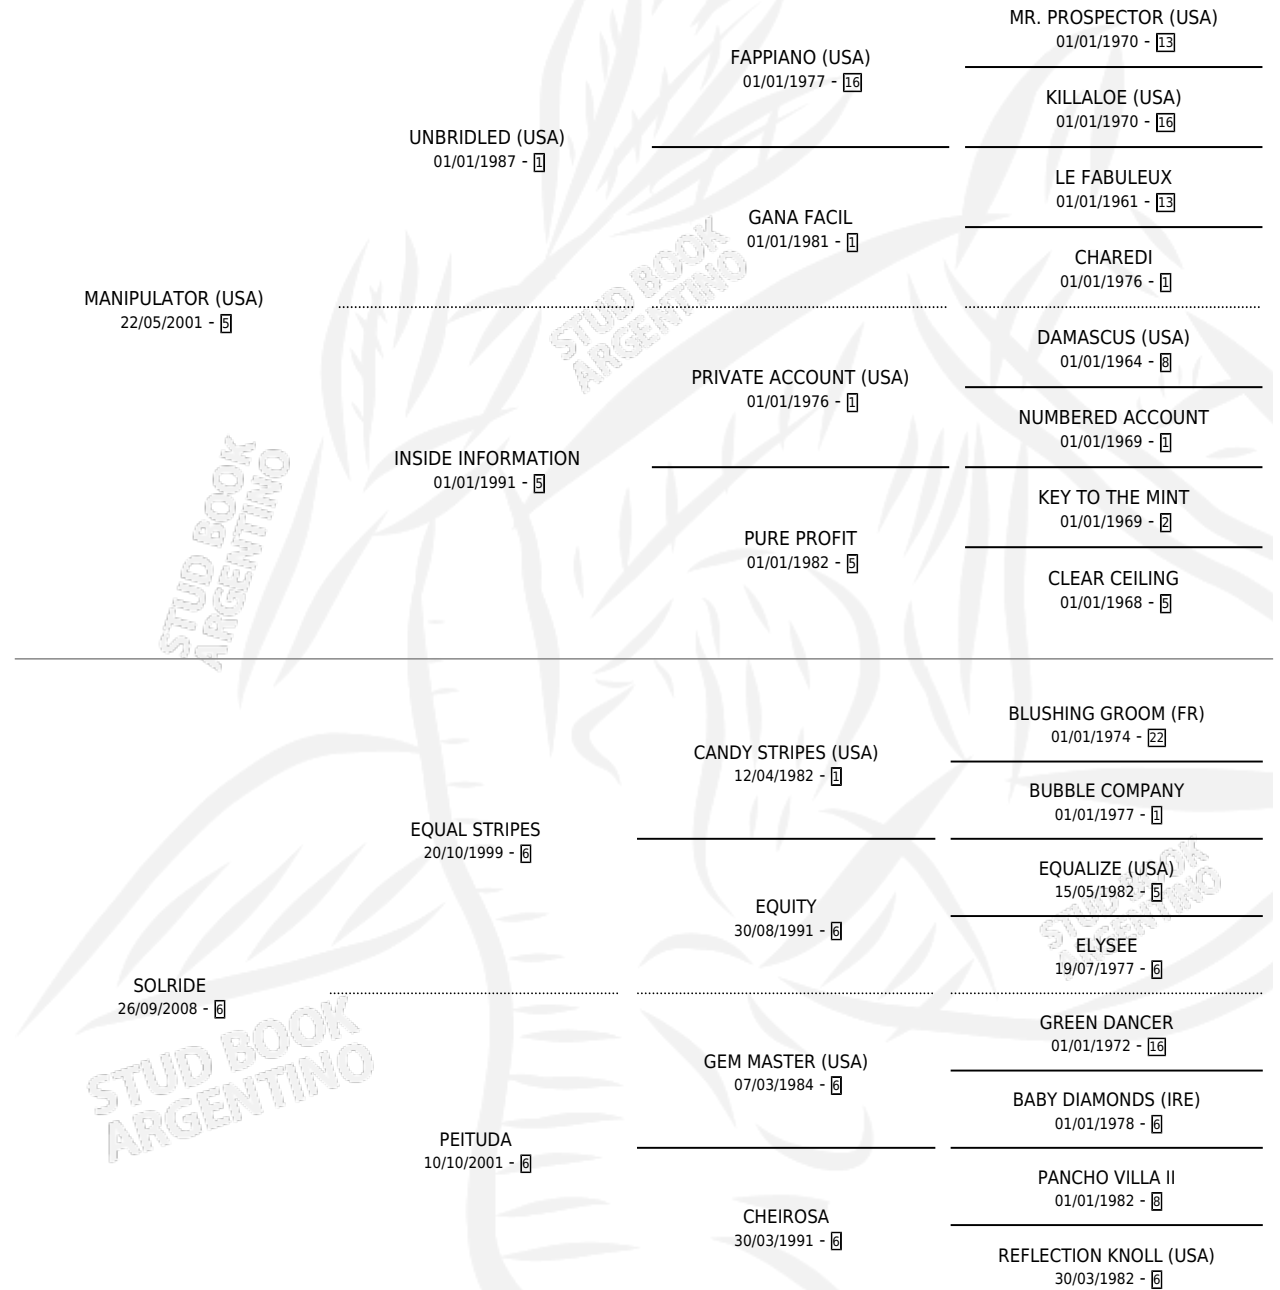 MR. PROSPECTOR (USA)
01/01/1970 - 13
FAPPIANO (USA)
01/01/1977 - 16
KILLALOE (USA)
01/01/1970 - 16
UNBRIDLED (USA)
01/01/1987 - 1
LE FABULEUX
01/01/1961 - 13
GANA FACIL
01/01/1981 - 1
CHAREDI
01/01/1976 - 1
MANIPULATOR (USA)
22/05/2001 - 5
DAMASCUS (USA)
01/01/1964 - 8
PRIVATE ACCOUNT (USA)
01/01/1976 - 1
NUMBERED ACCOUNT
01/01/1969 - 1
INSIDE INFORMATION
01/01/1991 - 5
KEY TO THE MINT
01/01/1969 - 2
PURE PROFIT
01/01/1982 - 5
CLEAR CEILING
01/01/1968 - 5
BLUSHING GROOM (FR)
01/01/1974 - 22
CANDY STRIPES (USA)
12/04/1982 - 1
BUBBLE COMPANY
01/01/1977 - 1
EQUAL STRIPES
20/10/1999 - 6
EQUALIZE (USA)
15/05/1982 - 5
EQUITY
30/08/1991 - 6
ELYSEE
19/07/1977 - 6
SOLRIDE
26/09/2008 - 6
GREEN DANCER
01/01/1972 - 16
GEM MASTER (USA)
07/03/1984 - 6
BABY DIAMONDS (IRE)
01/01/1978 - 6
PEITUDA
10/10/2001 - 6
PANCHO VILLA II
01/01/1982 - 8
CHEIROSA
30/03/1991 - 6
REFLECTION KNOLL (USA)
30/03/1982 - 6
STUD BOOK
ARGENTINO
STUD BOOK
ARGENTINO
STUD BOOK
ARGENTINO
STUD BOOK
ARGENTINO